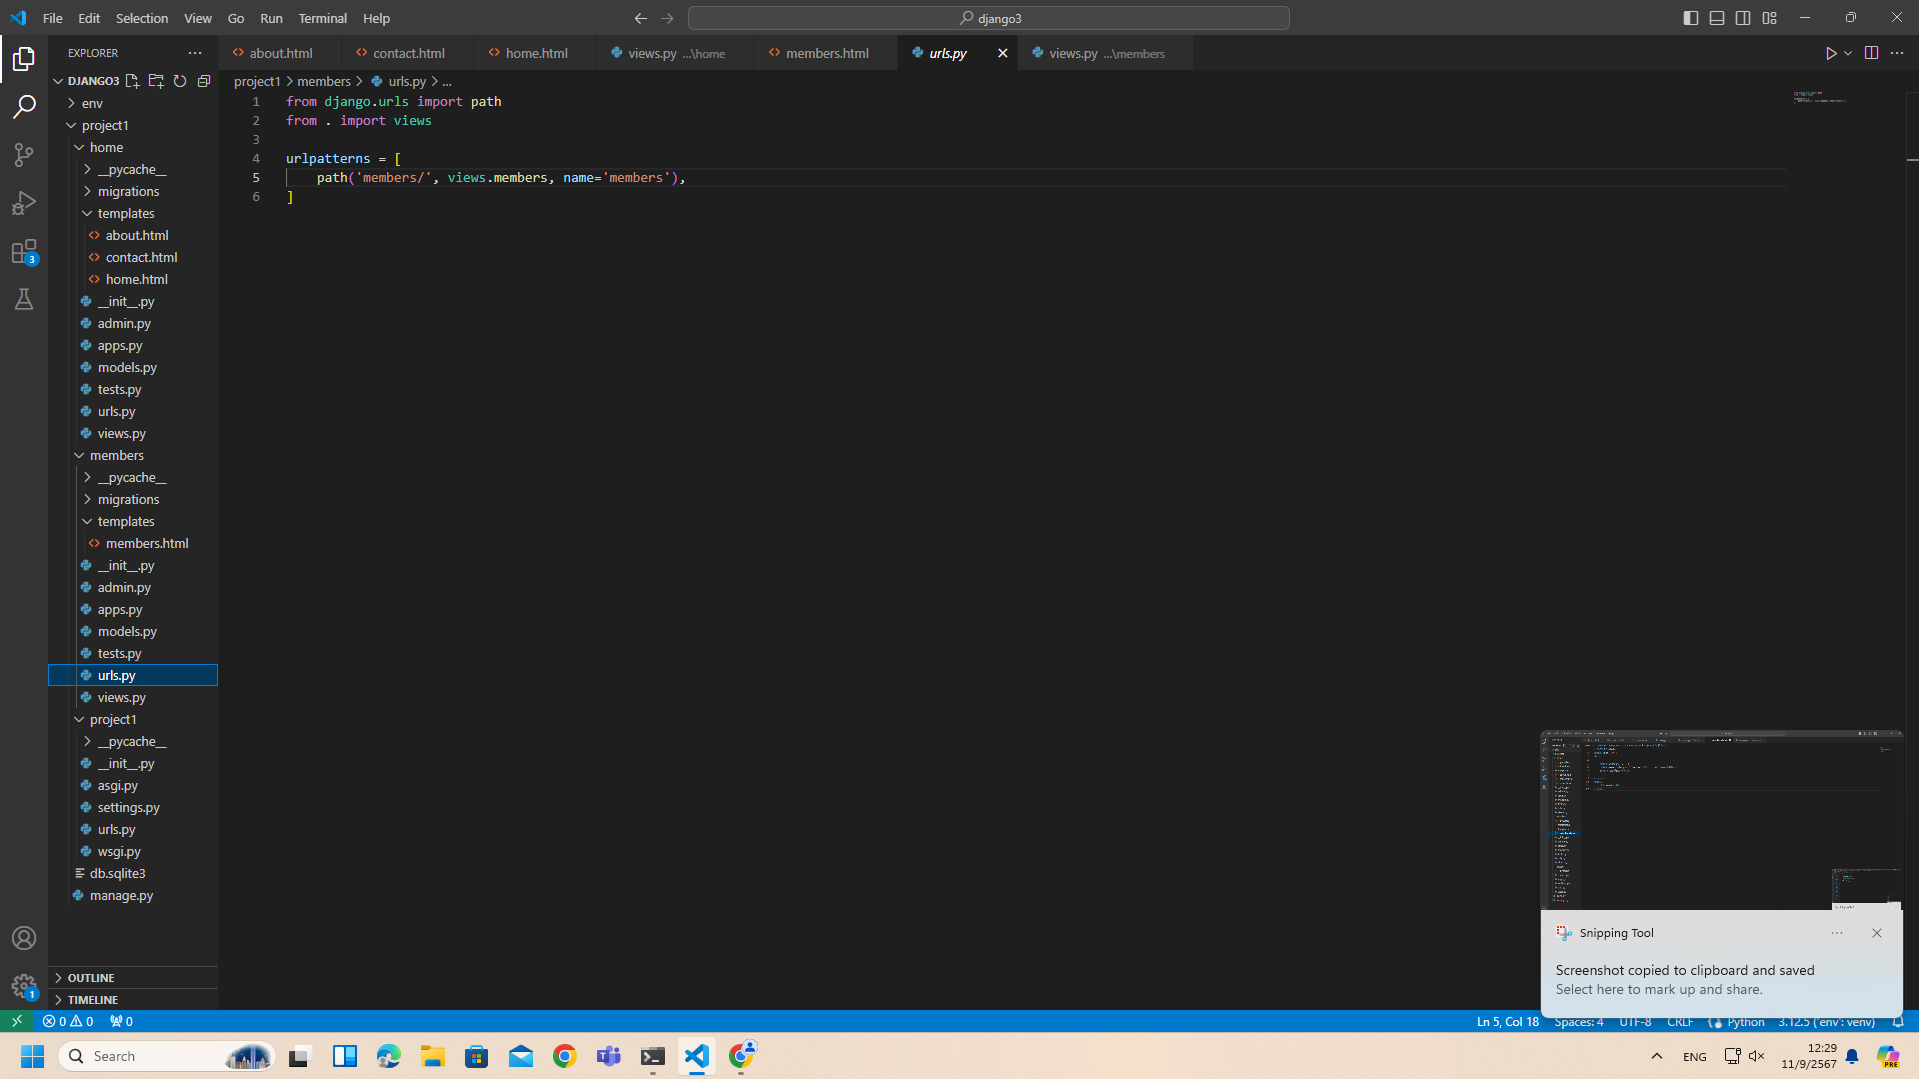 File Edit Selection View Go Run Terminal Help
django3
EXPLORER
about.html contact.html home.html views.py ...\home members.html urls.py views.py ...\members
DJANGO3
project1 > members > urls.py > ...
env
project1
home
__pycache__
migrations
templates
about.html
contact.html
home.html
__init__.py
admin.py
apps.py
models.py
tests.py
urls.py
views.py
members
__pycache__
migrations
templates
members.html
__init__.py
admin.py
apps.py
models.py
tests.py
urls.py
views.py
project1
__pycache__
__init__.py
asgi.py
settings.py
urls.py
wsgi.py
db.sqlite3
manage.py
OUTLINE
TIMELINE
1 from django.urls import path
2 from . import views
3
4 urlpatterns = [
5 path('members/', views.members, name='members'),
6 ]
3
1
Snipping Tool
Screenshot copied to clipboard and saved
Select here to mark up and share.
0 0 0
Ln 5, Col 18 Spaces: 4 UTF-8 CRLF Python 3.12.5 ('env': venv)
Search
ENG
12:29
11/9/2567
PRE